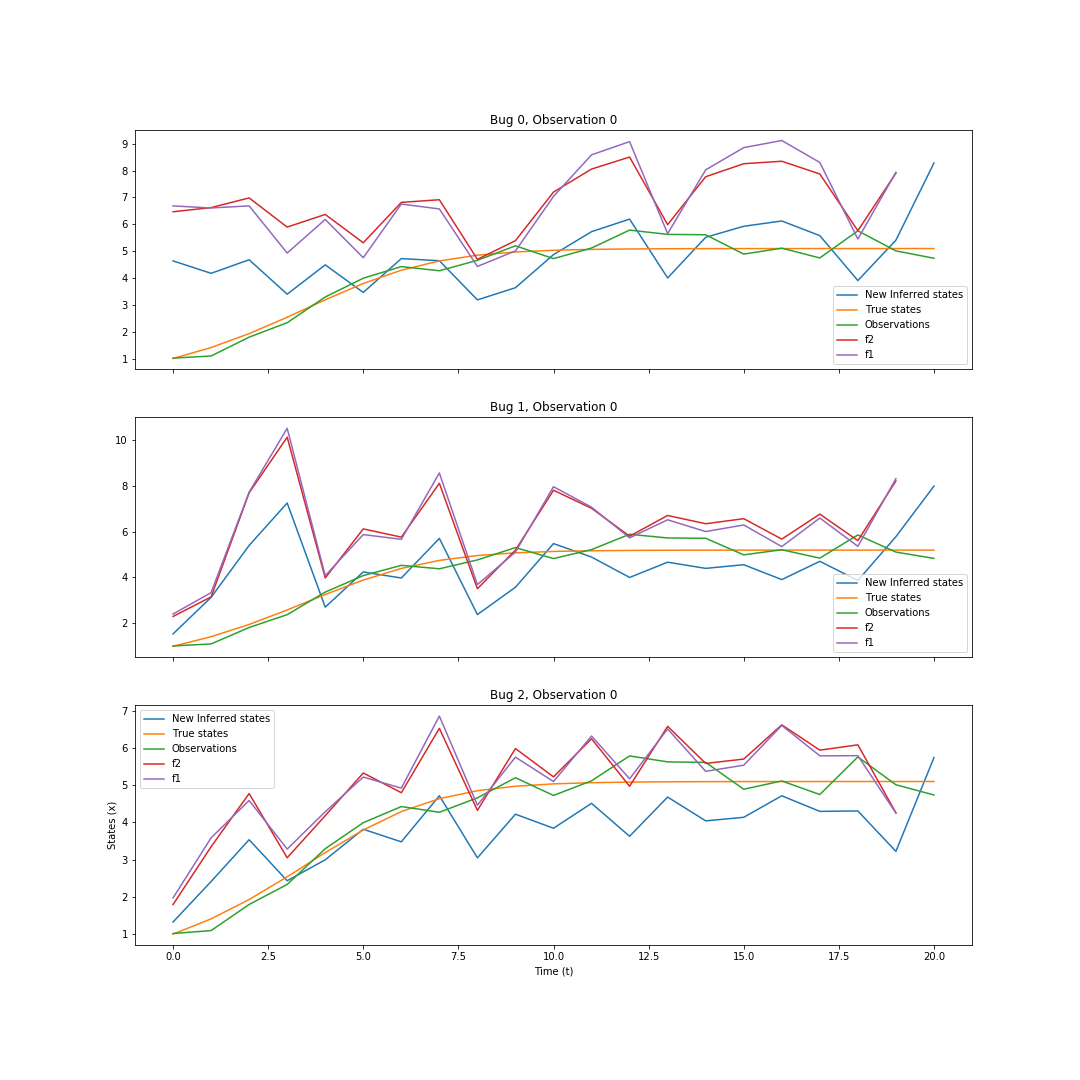 Bug 0, Observation 0
9
8
7
6
5
4
3
2
1
New Inferred states
True states
Observations
f2
f1
Bug 1, Observation 0
10
8
6
4
2
New Inferred states
True states
Observations
f2
f1
Bug 2, Observation 0
7
6
5
4
3
2
1
States (x)
New Inferred states
True states
Observations
f2
f1
0.0 2.5 5.0 7.5 10.0 12.5 15.0 17.5 20.0
Time (t)